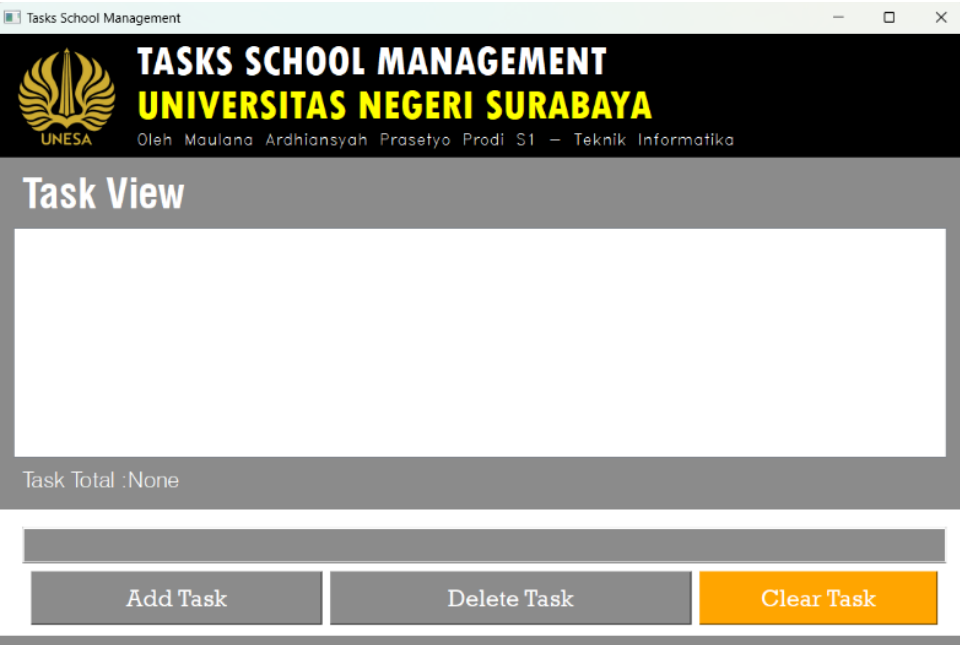 Tasks School Management
TASKS SCHOOL MANAGEMENT
UNIVERSITAS NEGERI SURABAYA
UNESA
Oleh Maulana Ardhiansyah Prasetyo Prodi S1 – Teknik Informatika
Task View
Task Total :None
Add Task
Delete Task
Clear Task